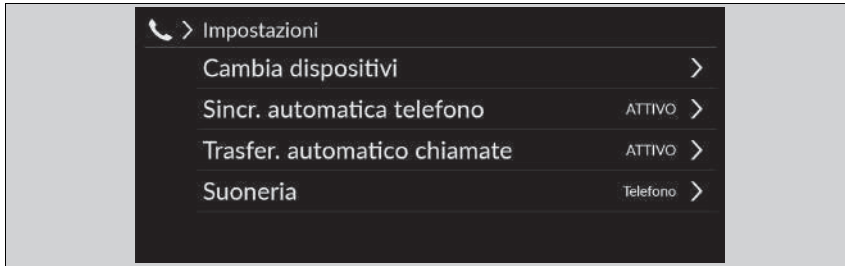 Impostazioni
Cambia dispositivi
Sincr. automatica telefono ATTIVO
Trasfer. automatico chiamate ATTIVO
Suoneria Telefono